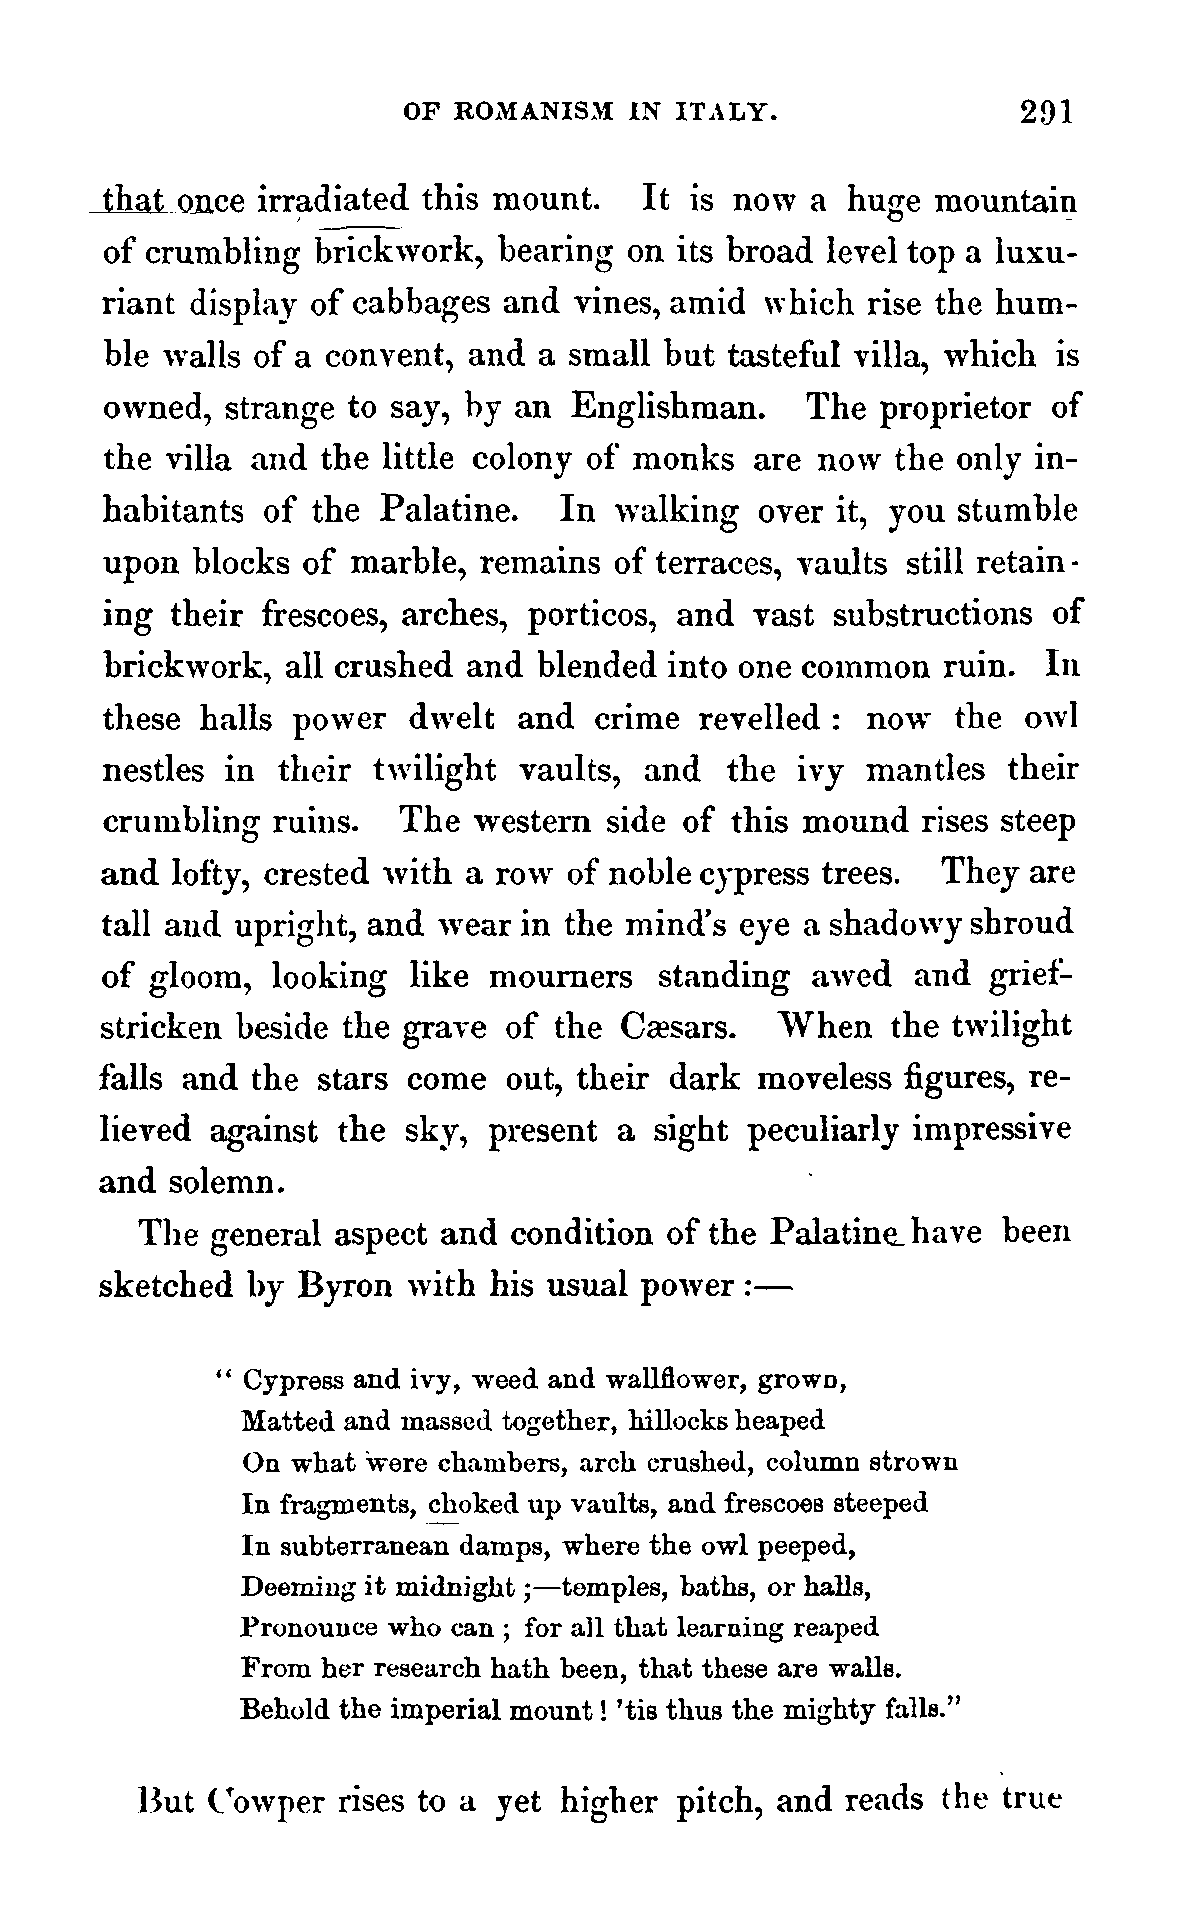 OF ROMANISM IN ITALY. 291
that once irradiated this mount. It is now a huge mountain
of crumbling brickwork, bearing on its broad level top a luxu-
riant display of cabbages and vines, amid which rise the hum-
ble walls of a convent, and a small but tasteful villa, which is
owned, strange to say, by an Englishman. The proprietor of
the villa and the little colony of monks are now the only in-
habitants of the Palatine. In walking over it, you stumble
upon blocks of marble, remains of terraces, vaults still retain-
ing their frescoes, arches, porticos, and vast substructions of
brickwork, all crushed and blended into one common ruin. In
these halls power dwelt and crime revelled : now the owl
nestles in their twilight vaults, and the ivy mantles their
crumbling ruins. The western side of this mound rises steep
and lofty, crested with a row of noble cypress trees. They are
tall and upright, and wear in the mind's eye a shadowy shroud
of gloom, looking like mourners standing awed and grief-
stricken beside the grave of the Cæsars. When the twilight
falls and the stars come out, their dark moveless figures, re-
lieved against the sky, present a sight peculiarly impressive
and solemn.
The general aspect and condition of the Palatine have been
sketched by Byron with his usual power :—
“ Cypress and ivy, weed and wallflower, grown,
Matted and massed together, hillocks heaped
On what were chambers, arch crushed, column strown
In fragments, choked up vaults, and frescoes steeped
In subterranean damps, where the owl peeped,
Deeming it midnight ;—temples, baths, or halls,
Pronounce who can ; for all that learning reaped
From her research hath been, that these are walls.
Behold the imperial mount ! 'tis thus the mighty falls.”
But Cowper rises to a yet higher pitch, and reads the true